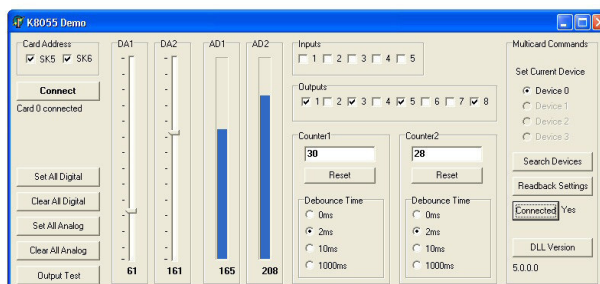 K8055 Demo
Card Address
SK5 SK6
Connect
Card 0 connected
Set All Digital
Clear All Digital
Set All Analog
Clear All Analog
Output Test
DA1
61
DA2
161
AD1
165
AD2
208
Inputs
1 2 3 4 5
Outputs
1 2 3 4 5 6 7 8
Counter1
30
Reset
Debounce Time
0ms
2ms
10ms
1000ms
Counter2
28
Reset
Debounce Time
0ms
2ms
10ms
1000ms
Multicard Commands
Set Current Device
Device 0
Device 1
Device 2
Device 3
Search Devices
Readback Settings
Connected Yes
DLL Version
5.0.0.0